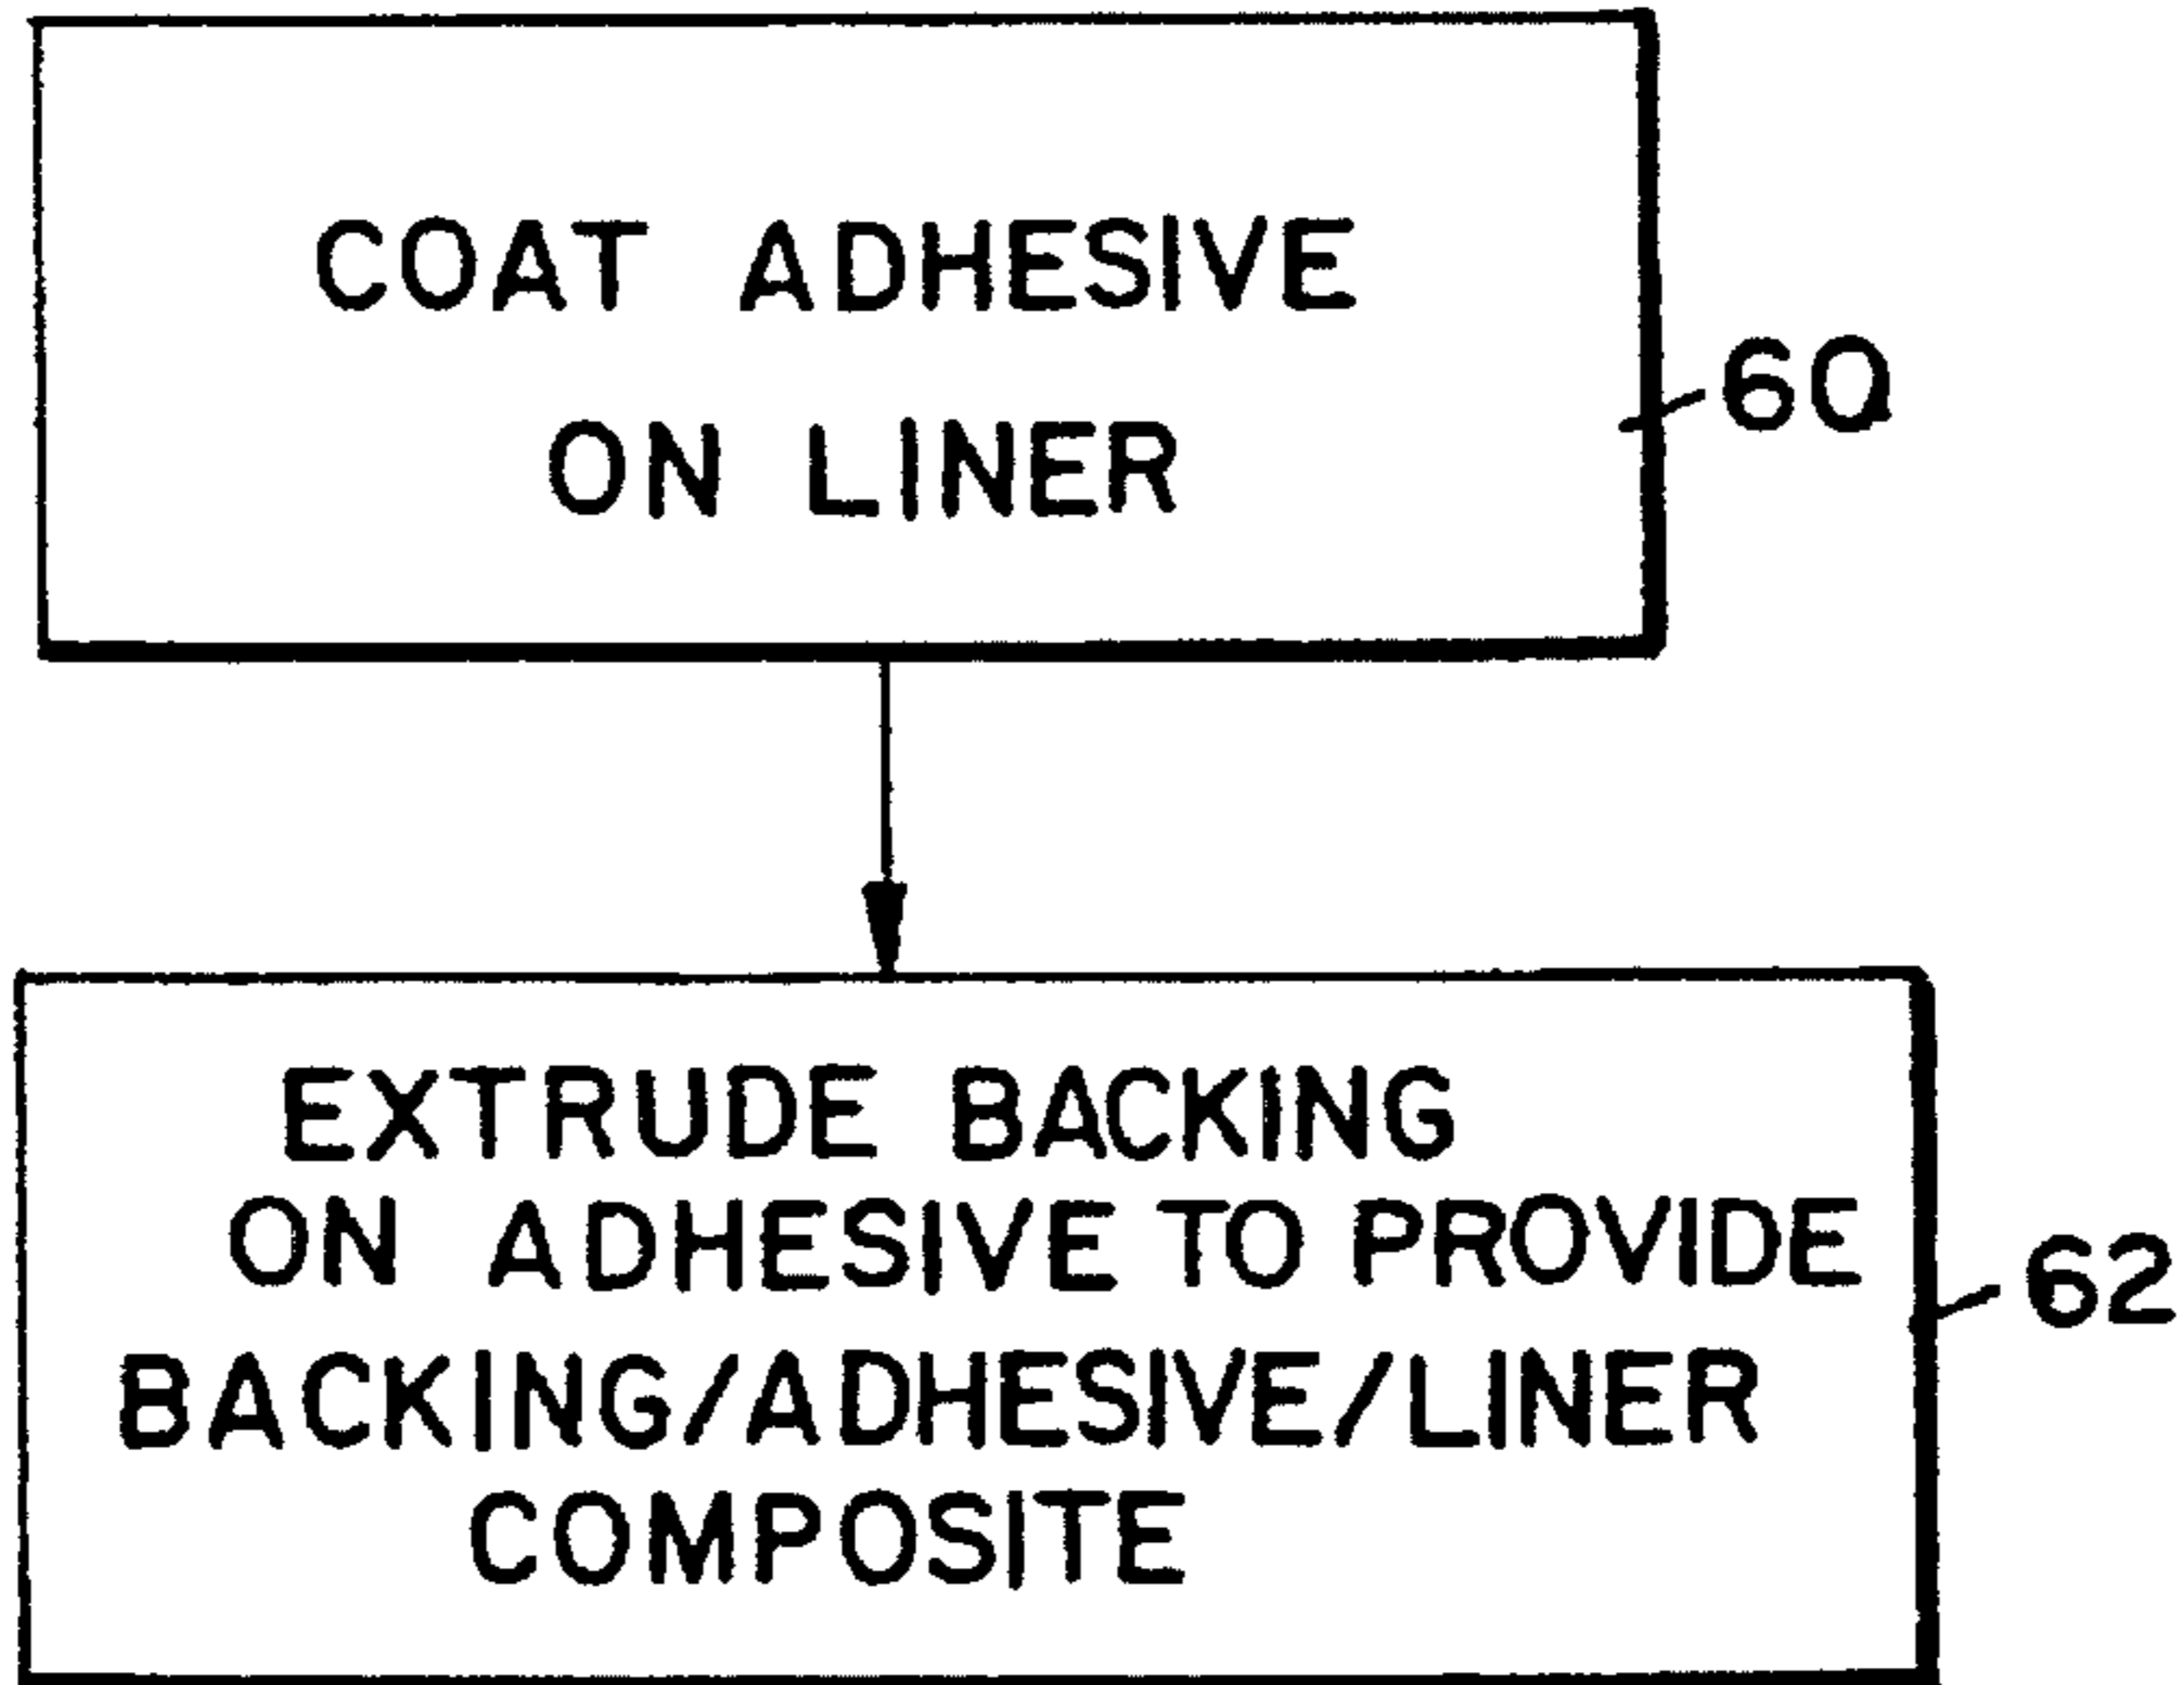 COAT ADHESIVE
ON LINER
60
EXTRUDE BACKING
ON ADHESIVE TO PROVIDE
BACKING/ADHESIVE/LINER
COMPOSITE
62